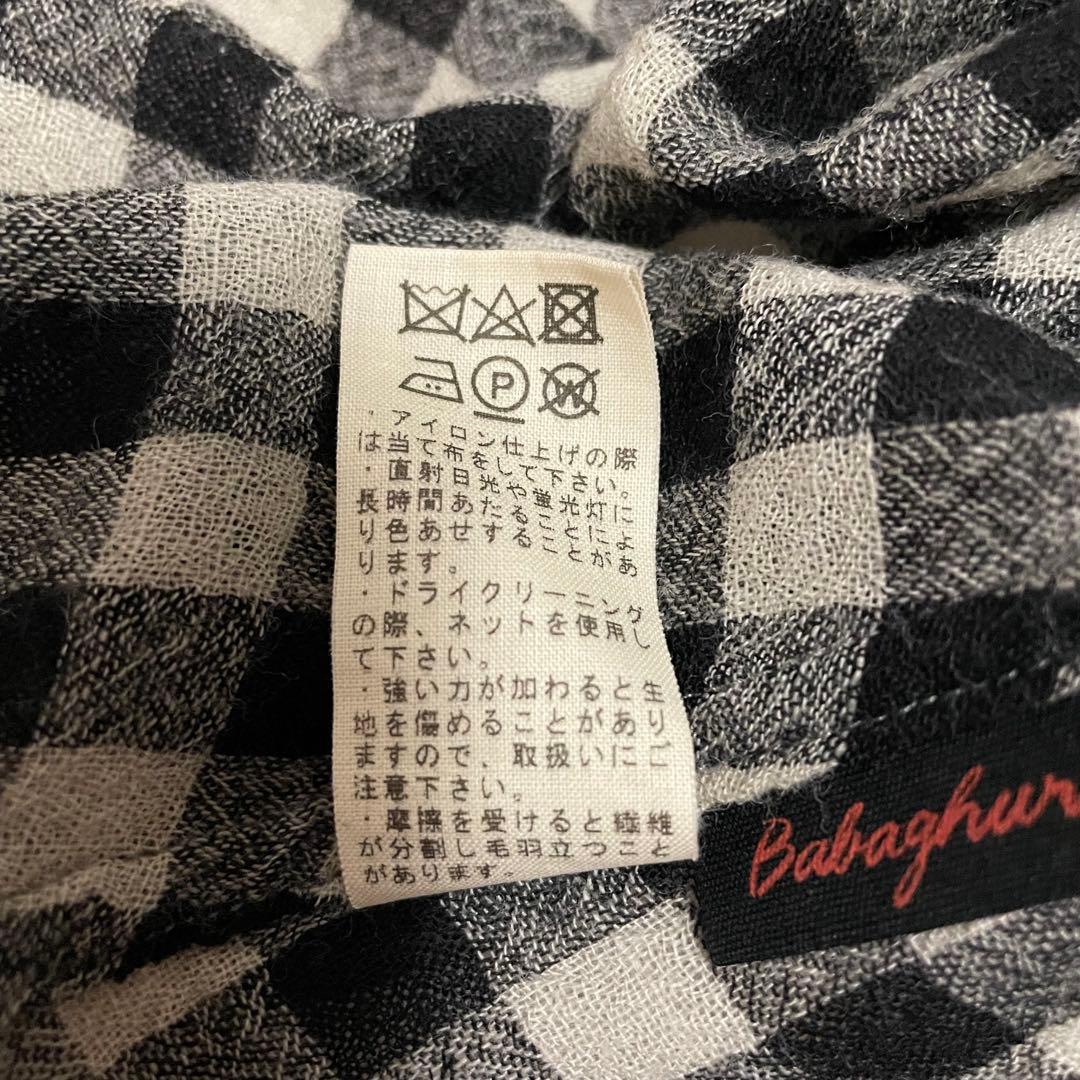 P W
・アイロン仕上げの際
は当て布をして下さい。
・直射日光や蛍光灯に
長時間あたることによ
り色あせすることがあ
ります。
・ドライクリーニング
の際、ネットを使用し
て下さい。
・強い力が加わると生
地を傷めることがあり
ますので、取扱いにご
注意下さい。
・摩擦を受けると繊維
が分割し毛羽立つこと
があります。
Babaghur